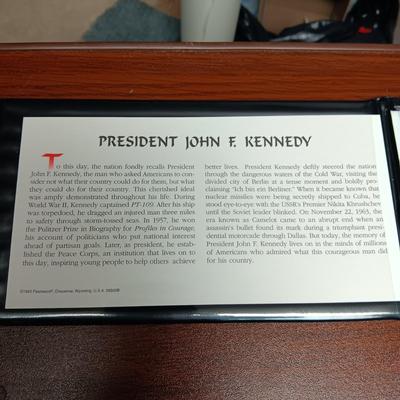 PRESIDENT JOHN F. KENNEDY
To this day, the nation fondly recalls President
John F. Kennedy, the man who asked Americans to con-
sider not what their country could do for them, but what
they could do for their country. This cherished ideal
was amply demonstrated throughout his life. During
World War II, Kennedy captained PT-109. After his ship
was torpedoed, he dragged an injured man three miles
to safety through storm-tossed seas. In 1957, he won
the Pulitzer Prize in Biography for Profiles in Courage,
his account of politicians who put national interest
ahead of partisan goals. Later, as president, he estab-
lished the Peace Corps, an institution that lives on to
this day, inspiring young people to help others achieve
better lives. President Kennedy deftly steered the nation
through the dangerous waters of the Cold War, visiting the
divided city of Berlin at a tense moment and boldly pro-
claiming "Ich bin ein Berliner." When it became known that
nuclear missiles were being secretly shipped to Cuba, he
stood eye-to-eye with the USSR's Premier Nikita Khrushchev
until the Soviet leader blinked. On November 22, 1963, the
era known as Camelot came to an abrupt end when an
assassin's bullet found its mark during a triumphant presi-
dential motorcade through Dallas. But today, the memory of
President John F. Kennedy lives on in the minds of millions
of Americans who admired what this courageous man did
for his country.
Fleetwood®, Cheyenne, Wyoming, U.S.A.